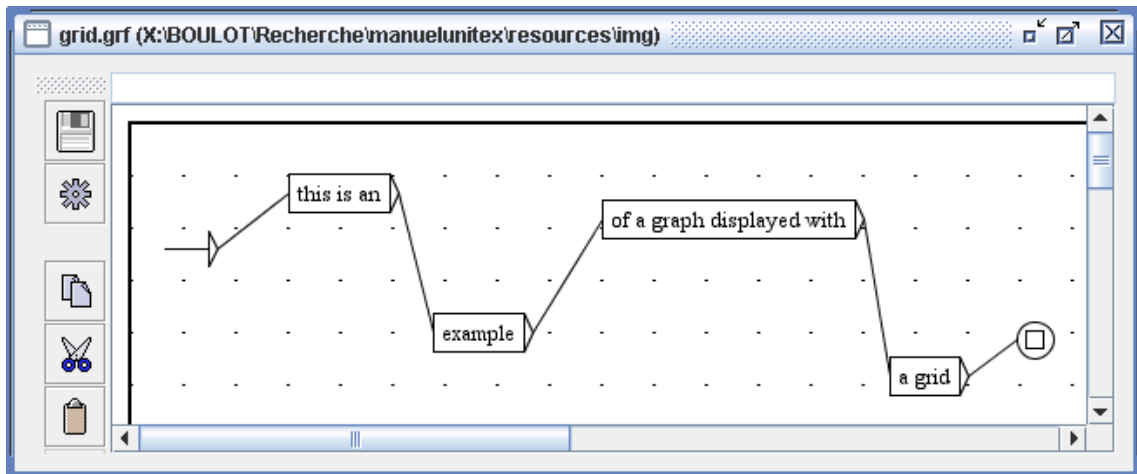 grid.grf (X:\BOULOT\Recherche\manuelunitex\resources\img)
this is an
example
of a graph displayed with
a grid